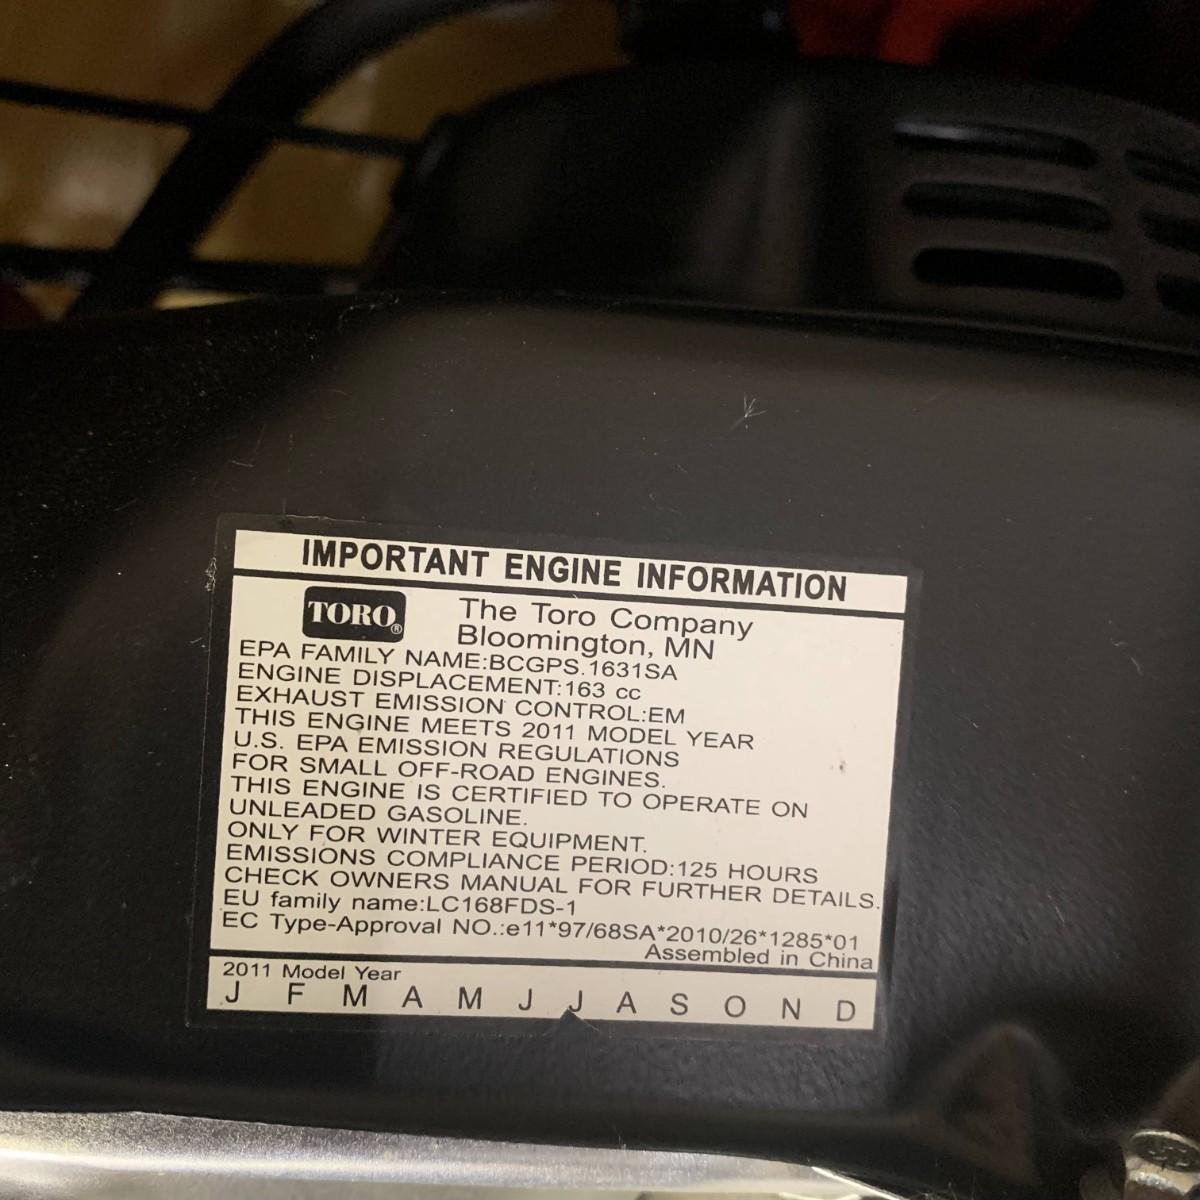 IMPORTANT ENGINE INFORMATION
TORO®
The Toro Company
Bloomington, MN
EPA FAMILY NAME:BCGPS.1631SA
ENGINE DISPLACEMENT:163 cc
EXHAUST EMISSION CONTROL:EM
THIS ENGINE MEETS 2011 MODEL YEAR
U.S. EPA EMISSION REGULATIONS
FOR SMALL OFF-ROAD ENGINES.
THIS ENGINE IS CERTIFIED TO OPERATE ON
UNLEADED GASOLINE.
ONLY FOR WINTER EQUIPMENT.
EMISSIONS COMPLIANCE PERIOD:125 HOURS
CHECK OWNERS MANUAL FOR FURTHER DETAILS.
EU family name:LC168FDS-1
EC Type-Approval NO.:e11*97/68SA*2010/26*1285*01
Assembled in China
2011 Model Year
J F M A M J J A S O N D